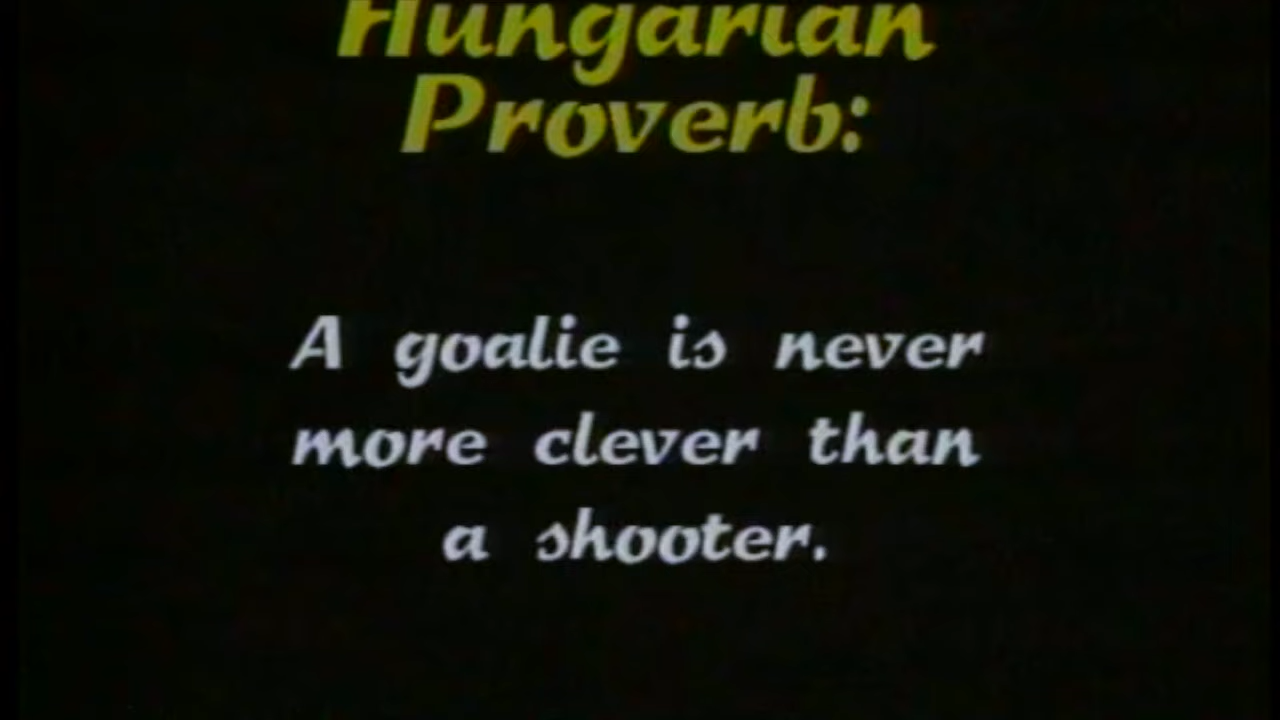 Hungarian
Proverb:
A goalie is never
more clever than
a shooter.